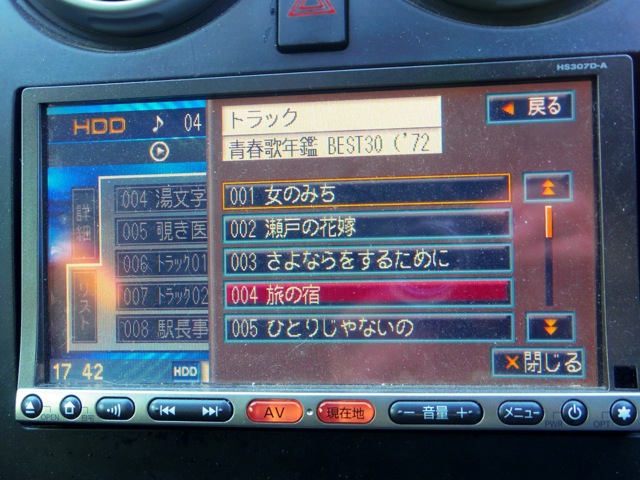 HS307D-A
HDD ♪ 04
トラック
戻る
青春歌年鑑 BEST30 ('72
詳細
リスト
004 湯文字
005 覗き医
006 トラック01
007 トラック02
008 駅長事
001 女のみち
002 瀬戸の花嫁
003 さよならをするために
004 旅の宿
005 ひとりじゃないの
×閉じる
17 42
HDD
OPEN
AV
現在地
− 音量 +
メニュー
PWR
OPT